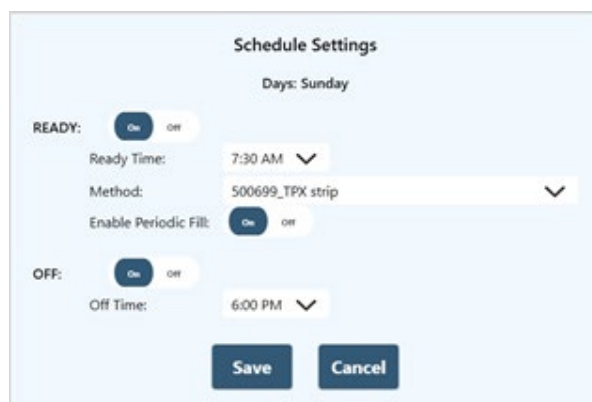 Schedule Settings
Days: Sunday
READY: On Off
Ready Time: 7:30 AM
Method: 500699_TPX strip
Enable Periodic Fill: On Off
OFF: On Off
Off Time: 6:00 PM
Save Cancel